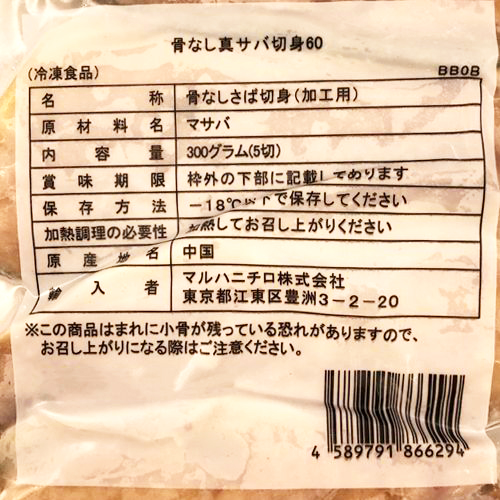 骨なし真サバ切身60
(冷凍食品) BB0B
名 称 骨なしさば切身(加工用)
原材料名 マサバ
内容量 300グラム(5切)
賞味期限 枠外の下部に記載してあります
保存方法 −18℃以下で保存してください
加熱調理の必要性 加熱してお召し上がりください
原産地名 中国
輸入者 マルハニチロ株式会社
東京都江東区豊洲3−2−20
※この商品はまれに小骨が残っている恐れがありますので、
お召し上がりになる際はご注意ください。
4 589791 866294